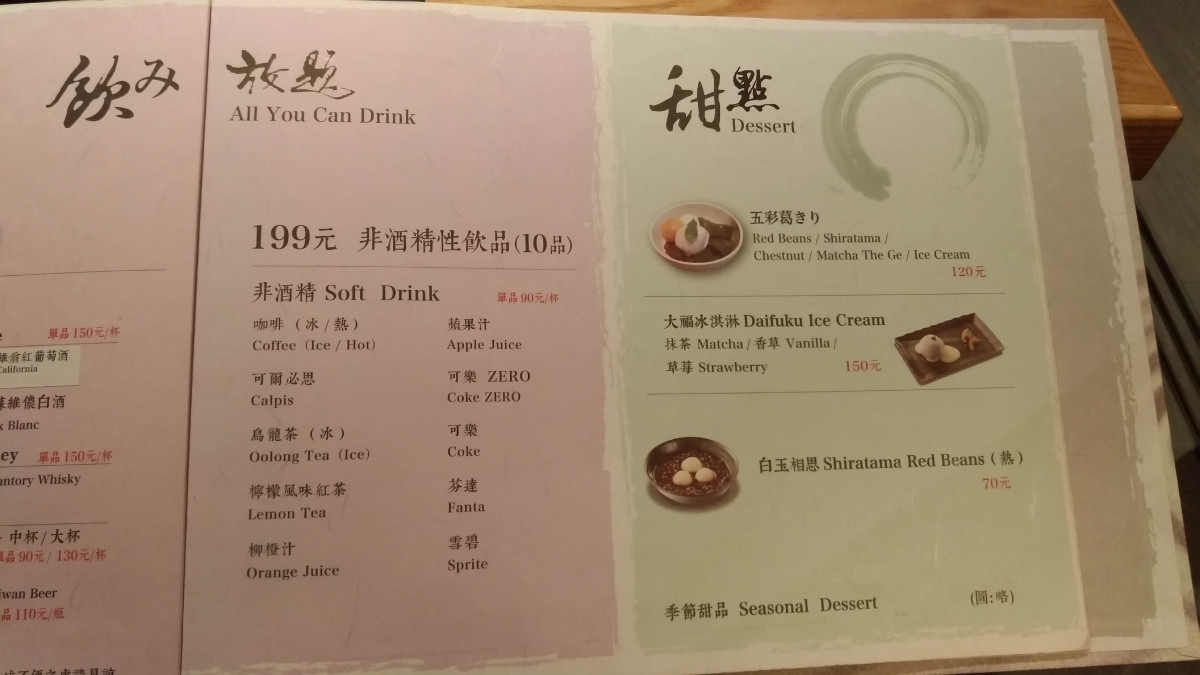 飲み放題
All You Can Drink
單品150元/杯
翁紅葡萄酒
California
維儂白酒
Blanc
單品150元/杯
Whisky
中杯/大杯
90元/130元/杯
Beer
110元/瓶
199元 非酒精性飲品(10品)
非酒精 Soft Drink 單品90元/杯
咖啡 (冰/熱)
Coffee (Ice / Hot)
可爾必思
Calpis
烏龍茶 (冰)
Oolong Tea (Ice)
檸檬風味紅茶
Lemon Tea
柳橙汁
Orange Juice
蘋果汁
Apple Juice
可樂 ZERO
Coke ZERO
可樂
Coke
芬達
Fanta
雪碧
Sprite
甜點
Dessert
五彩葛きり
Red Beans / Shiratama /
Chestnut / Matcha The Ge / Ice Cream
120元
大福冰淇淋 Daifuku Ice Cream
抹茶 Matcha / 香草 Vanilla /
草莓 Strawberry 150元
白玉相思 Shiratama Red Beans (熱)
70元
季節甜品 Seasonal Dessert (圖:略)